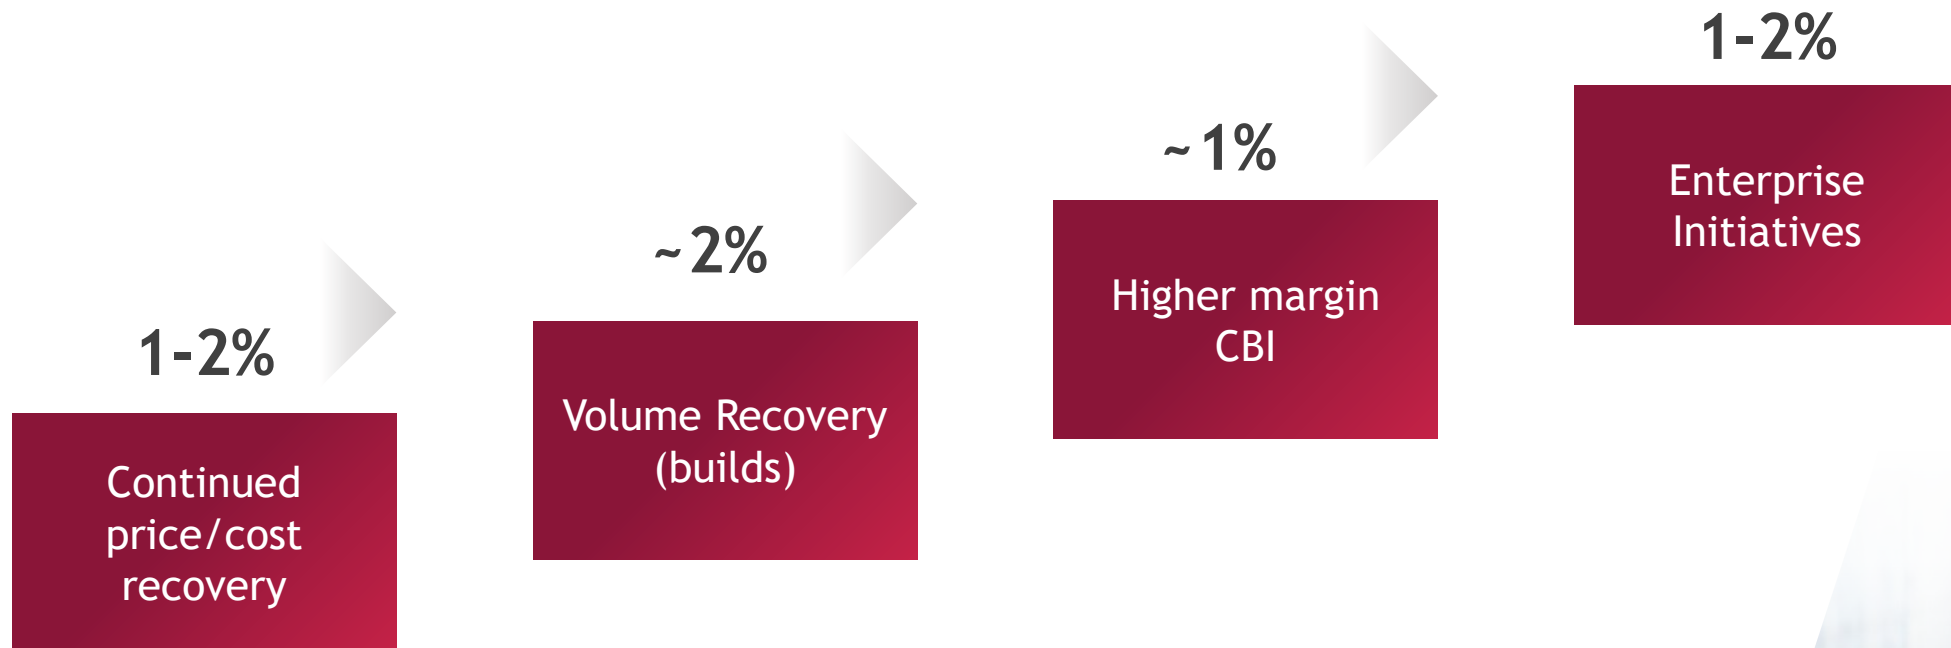 1-2%
Continued
price/cost
recovery
~2%
Volume Recovery
(builds)
~1%
Higher margin
CBI
1-2%
Enterprise
Initiatives